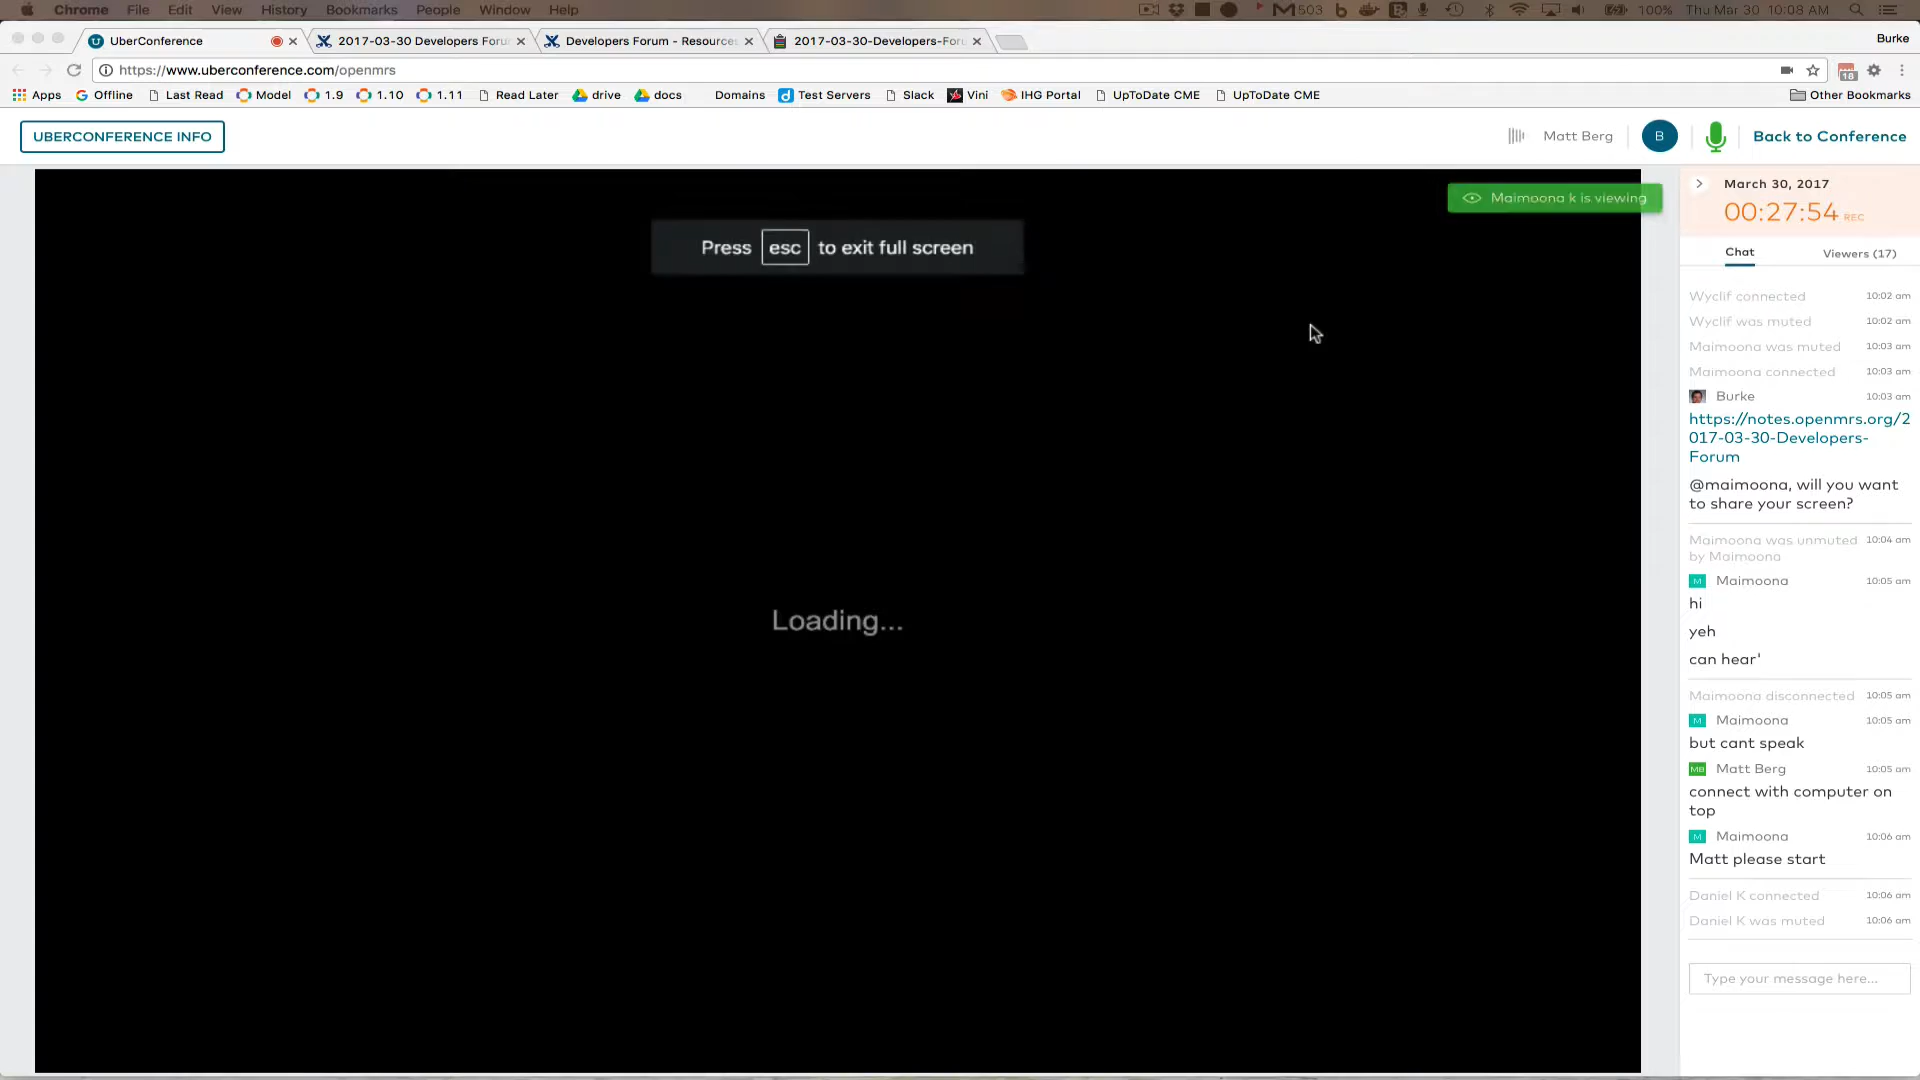 Chrome File Edit View History Bookmarks People Window Help 503 100% Thu Mar 30 10:08 AM
UberConference 2017-03-30 Developers Foru Developers Forum - Resources 2017-03-30-Developers-For Burke
https://www.uberconference.com/openmrs 18
Apps Offline Last Read Model 1.9 1.10 1.11 Read Later drive docs Domains Test Servers Slack Vini IHG Portal UpToDate CME UpToDate CME Other Bookmarks
UBERCONFERENCE INFO Matt Berg B Back to Conference
Maimoona k is viewing
Press esc to exit full screen
Loading...
March 30, 2017
00:27:54 REC
Chat Viewers (17)
Wyclif connected 10:02 am
Wyclif was muted 10:02 am
Maimoona was muted 10:03 am
Maimoona connected 10:03 am
Burke 10:03 am
https://notes.openmrs.org/2
017-03-30-Developers-
Forum
@maimoona, will you want
to share your screen?
Maimoona was unmuted 10:04 am
by Maimoona
M Maimoona 10:05 am
hi
yeh
can hear'
Maimoona disconnected 10:05 am
M Maimoona 10:05 am
but cant speak
MB Matt Berg 10:05 am
connect with computer on
top
M Maimoona 10:06 am
Matt please start
Daniel K connected 10:06 am
Daniel K was muted 10:06 am
Type your message here...